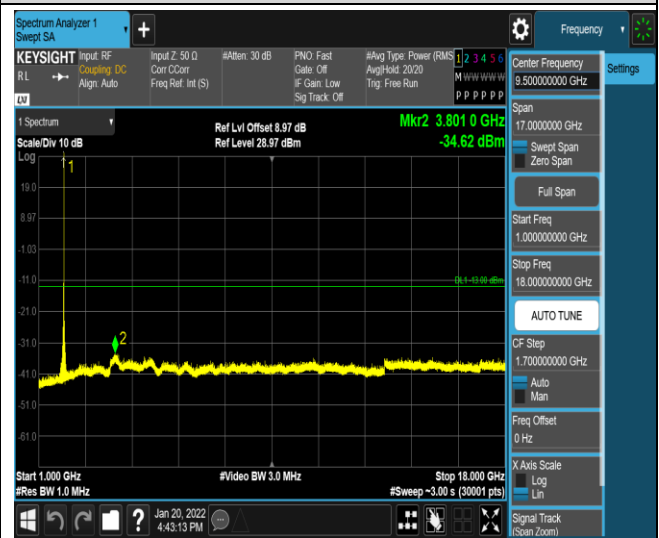 Spectrum Analyzer 1
Swept SA
+
Frequency
KEYSIGHT
RL
LXI
Input: RF
Coupling: DC
Align: Auto
Input Z: 50 Ω
Corr CCorr
Freq Ref: Int (S)
#Atten: 30 dB
PNO: Fast
Gate: Off
IF Gain: Low
Sig Track: Off
#Avg Type: Power (RMS
Avg|Hold: 20/20
Trig: Free Run
1 2 3 4 5 6
M W W W W W
P P P P P P
1 Spectrum
Scale/Div 10 dB
Log
Ref Lvl Offset 8.97 dB
Ref Level 28.97 dBm
Mkr2 3.801 0 GHz
-34.62 dBm
1
19.0
8.97
-1.03
-11.0
DL1 -13.00 dBm
-21.0
-31.0
2
-41.0
-51.0
-61.0
Start 1.000 GHz
#Res BW 1.0 MHz
#Video BW 3.0 MHz
Stop 18.000 GHz
#Sweep ~3.00 s (30001 pts)
Center Frequency
9.500000000 GHz
Settings
Span
17.0000000 GHz
Swept Span
Zero Span
Full Span
Start Freq
1.000000000 GHz
Stop Freq
18.000000000 GHz
AUTO TUNE
CF Step
1.700000000 GHz
Auto
Man
Freq Offset
0 Hz
X Axis Scale
Log
Lin
Signal Track
(Span Zoom)
?
Jan 20, 2022
4:43:13 PM